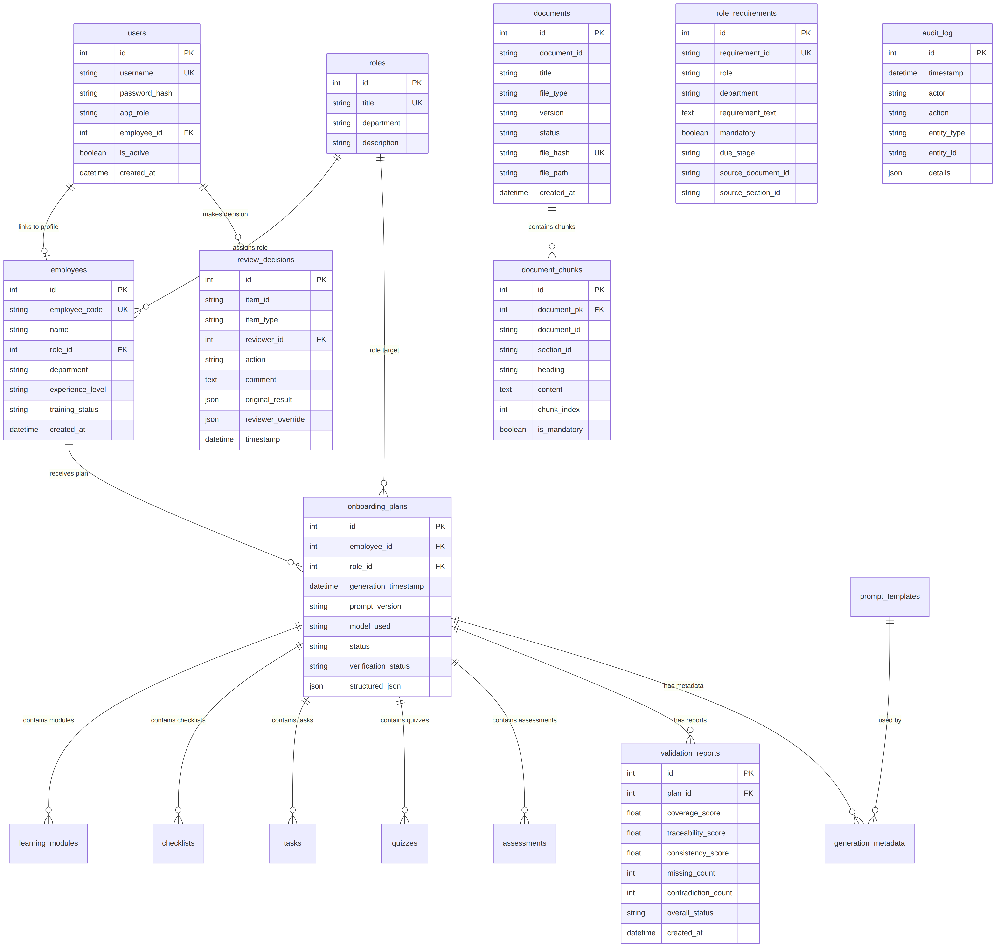 users
int id PK
string username UK
string password_hash
string app_role
int employee_id FK
boolean is_active
datetime created_at
roles
int id PK
string title UK
string department
string description
documents
int id PK
string document_id
string title
string file_type
string version
string status
string file_hash UK
string file_path
datetime created_at
role_requirements
int id PK
string requirement_id UK
string role
string department
text requirement_text
boolean mandatory
string due_stage
string source_document_id
string source_section_id
audit_log
int id PK
datetime timestamp
string actor
string action
string entity_type
string entity_id
json details
links to profile
makes decision
assigns role
role target
contains chunks
employees
int id PK
string employee_code UK
string name
int role_id FK
string department
string experience_level
string training_status
datetime created_at
review_decisions
int id PK
string item_id
string item_type
int reviewer_id FK
string action
text comment
json original_result
json reviewer_override
datetime timestamp
document_chunks
int id PK
int document_pk FK
string document_id
string section_id
string heading
text content
int chunk_index
boolean is_mandatory
receives plan
onboarding_plans
int id PK
int employee_id FK
int role_id FK
datetime generation_timestamp
string prompt_version
string model_used
string status
string verification_status
json structured_json
prompt_templates
has metadata
contains modules
contains checklists
contains tasks
contains quizzes
contains assessments
has reports
used by
learning_modules
checklists
tasks
quizzes
assessments
validation_reports
int id PK
int plan_id FK
float coverage_score
float traceability_score
float consistency_score
int missing_count
int contradiction_count
string overall_status
datetime created_at
generation_metadata